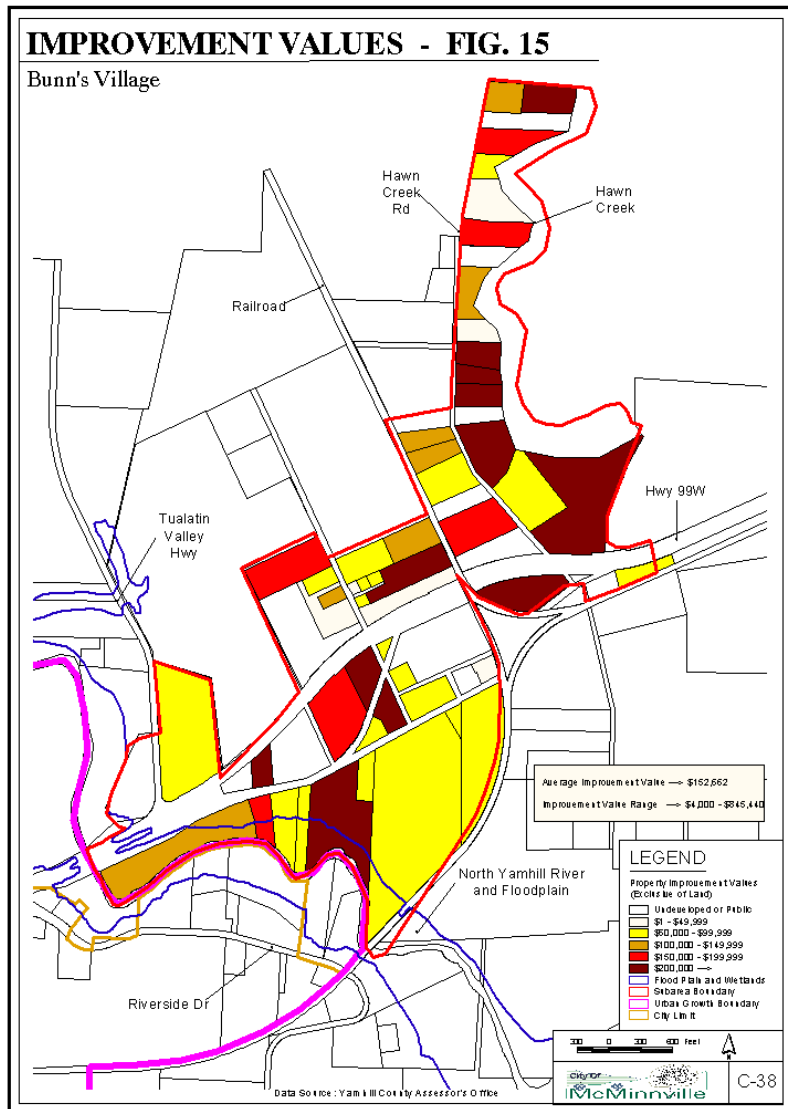 IMPROVEMENT VALUES - FIG. 15
Bunn's Village
Hawn
Creek
Rd
Hawn
Creek
Railroad
Hwy 99W
Tualatin
Valley
Hwy
Average Improvement Value —> $152,662
Improvement Value Range —> $4,000 - $845,440
North Yamhill River
and Floodplain
Riverside Dr
LEGEND
Property Improvement Values
(Exclusive of Land)
Undeveloped or Public
$1 - $49,999
$50,000 - $99,999
$100,000 - $149,999
$150,000 - $199,999
$200,000 —>
Flood Plain and Wetlands
Subarea Boundary
Urban Growth Boundary
City Limit
300 0 300 600 Feet
N
City Of
McMinnville
C-38
Data Source: Yamhill County Assessor's Office